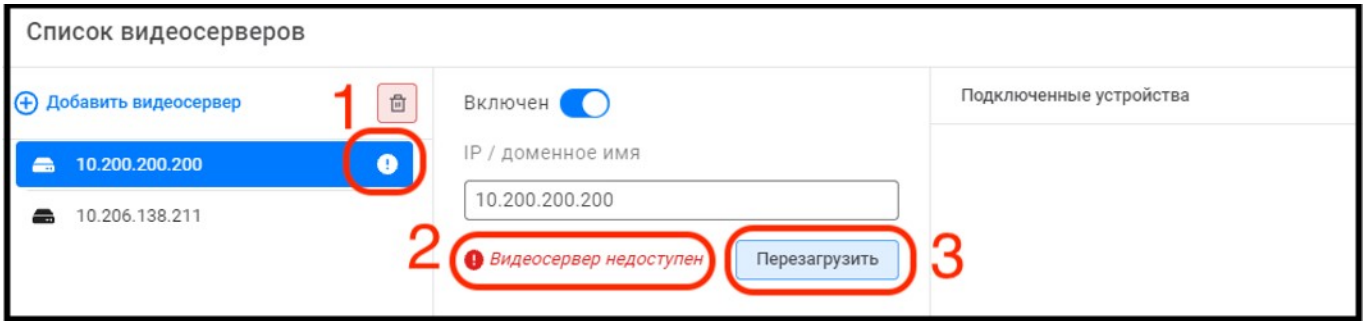 Список видеосерверов
Добавить видеосервер
1
10.200.200.200
10.206.138.211
Включен
IP / доменное имя
10.200.200.200
2
Видеосервер недоступен
Перезагрузить
3
Подключенные устройства